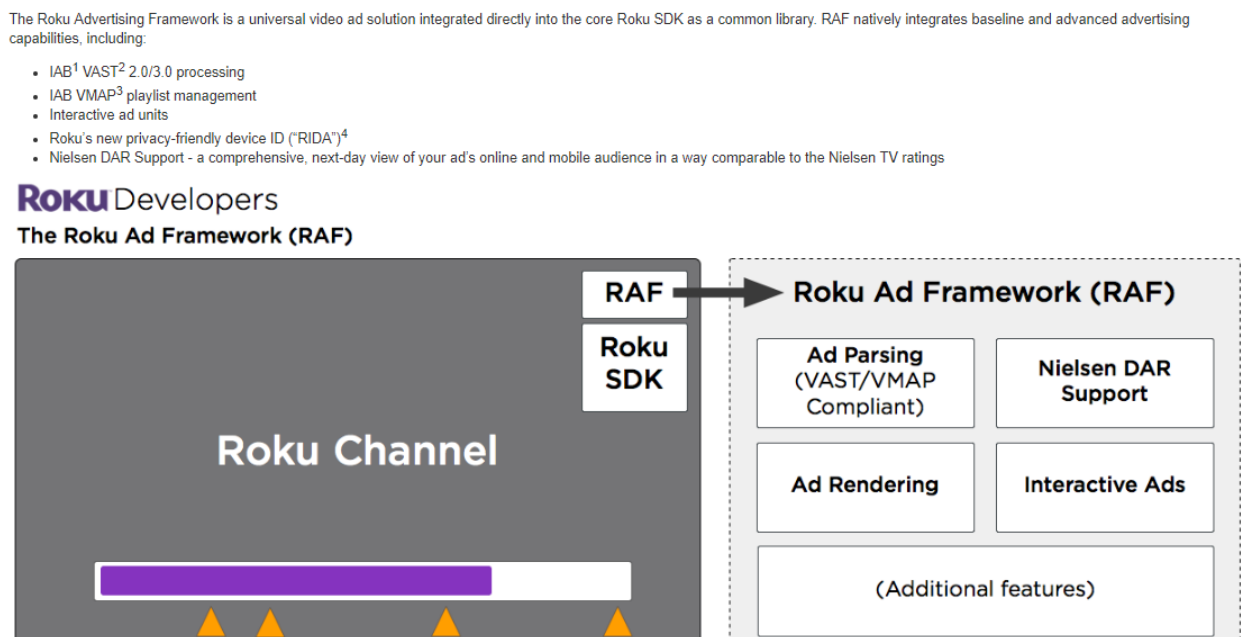 The Roku Advertising Framework is a universal video ad solution integrated directly into the core Roku SDK as a common library. RAF natively integrates baseline and advanced advertising
capabilities, including:
• IAB¹ VAST² 2.0/3.0 processing
• IAB VMAP³ playlist management
• Interactive ad units
• Roku's new privacy-friendly device ID ("RIDA")⁴
• Nielsen DAR Support - a comprehensive, next-day view of your ad's online and mobile audience in a way comparable to the Nielsen TV ratings
Roku Developers
The Roku Ad Framework (RAF)
RAF
Roku
SDK
Roku Channel
Roku Ad Framework (RAF)
Ad Parsing
(VAST/VMAP
Compliant)
Nielsen DAR
Support
Ad Rendering
Interactive Ads
(Additional features)